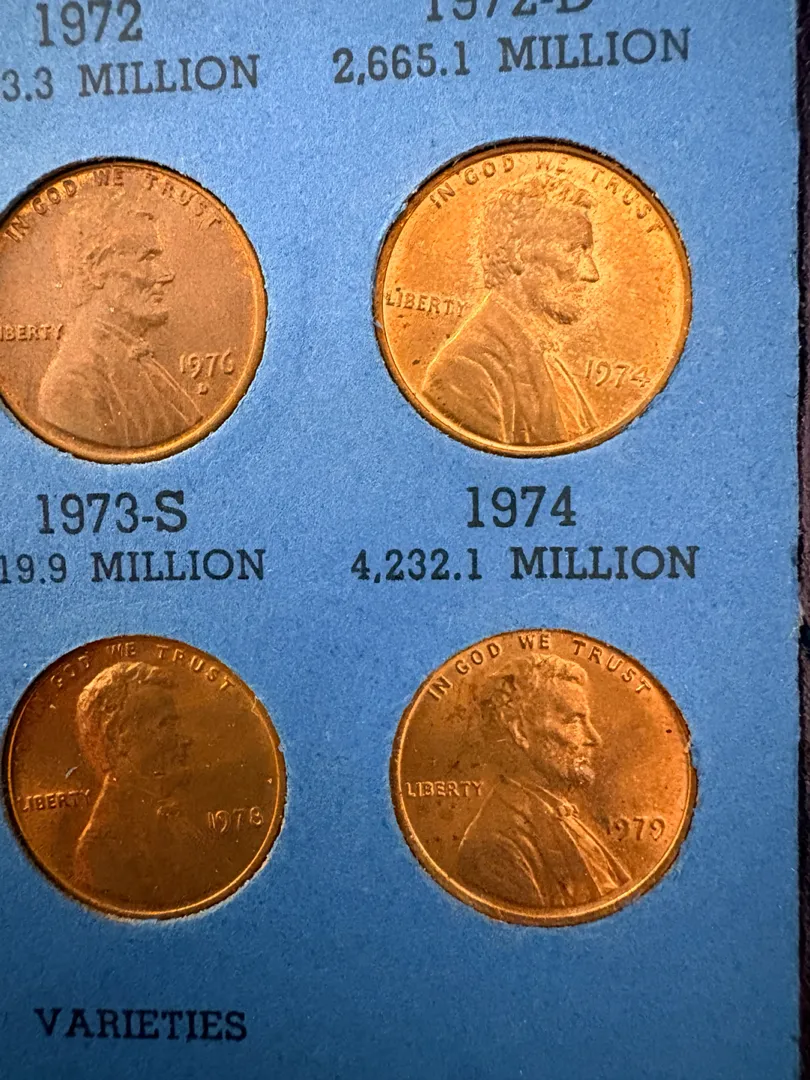 1972
3.3 MILLION
1972-D
2,665.1 MILLION
IN GOD WE TRUST
IBERTY
1976
D
IN GOD WE TRUST
LIBERTY
1974
1973-S
19.9 MILLION
1974
4,232.1 MILLION
GOD WE TRUST
LIBERTY
1978
IN GOD WE TRUST
LIBERTY
1979
VARIETIES